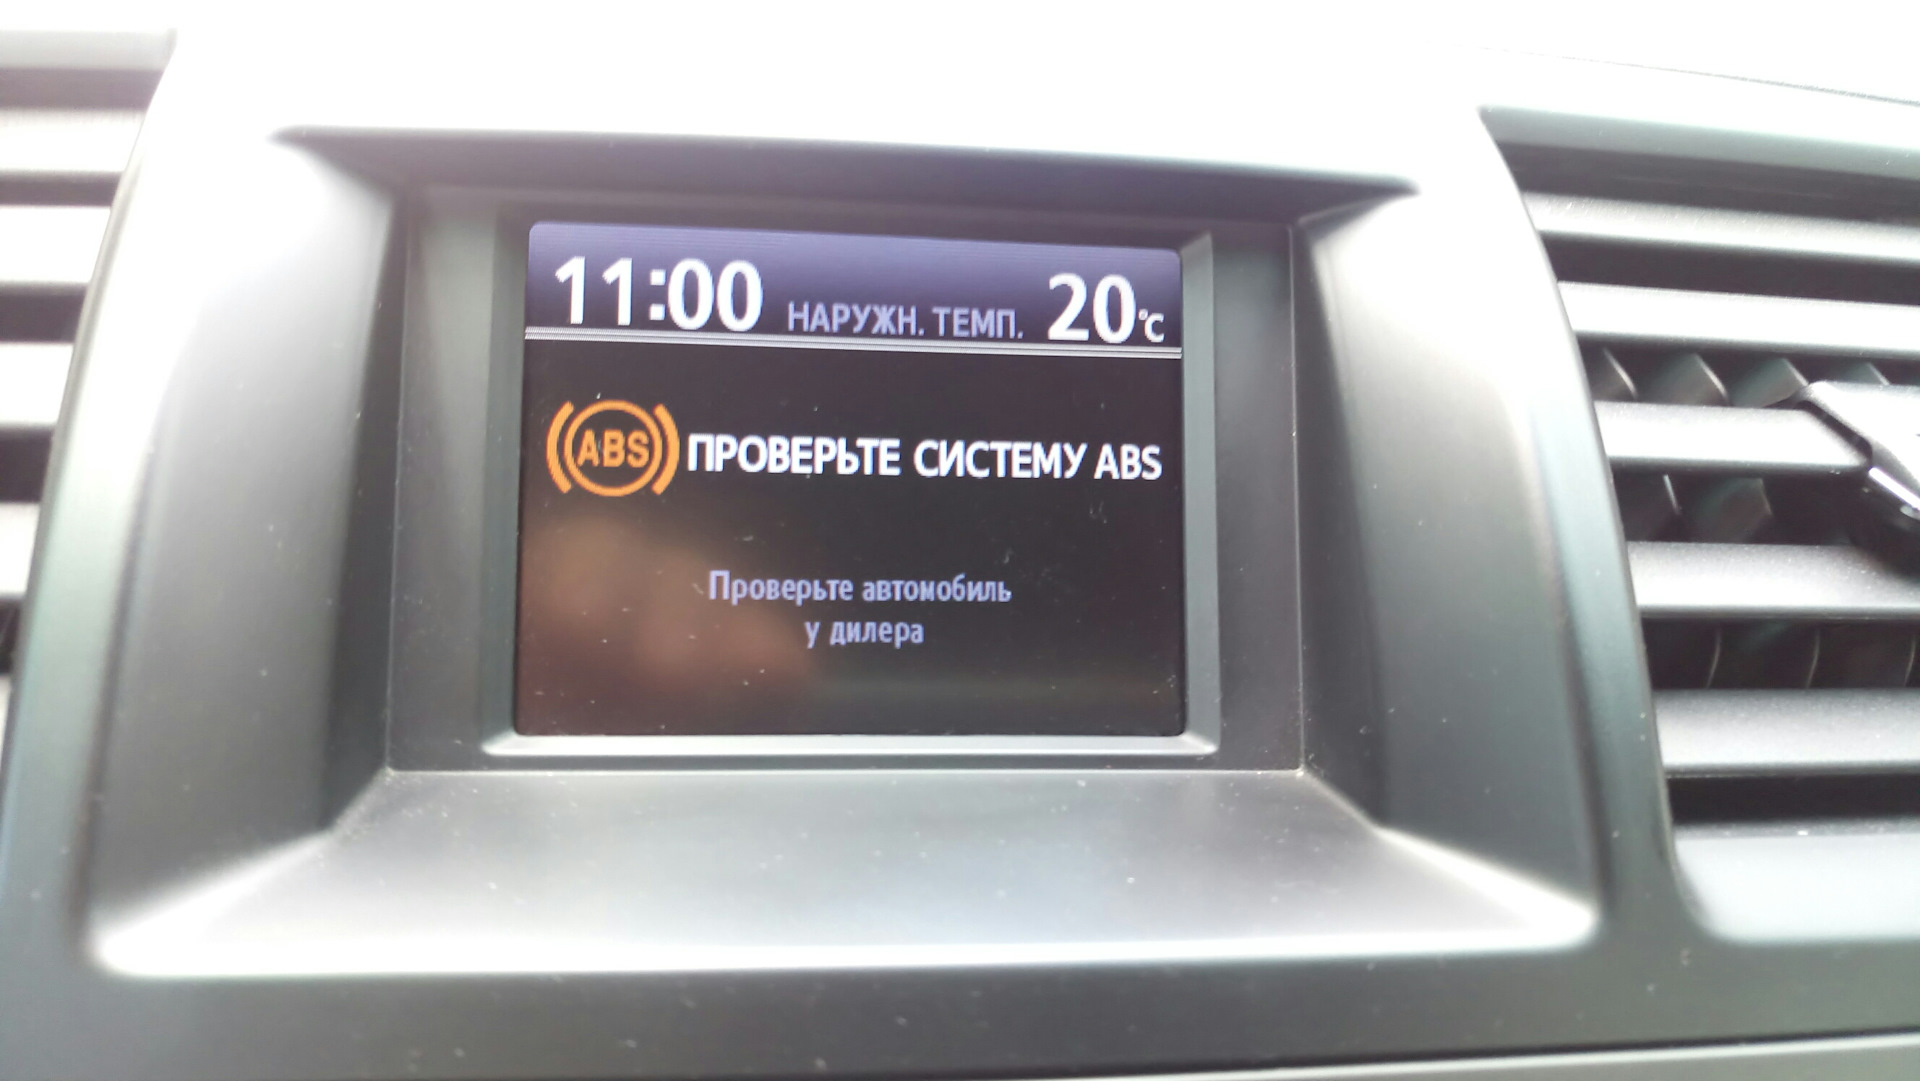 11:00 НАРУЖН. ТЕМП. 20°C
ABS ПРОВЕРЬТЕ СИСТЕМУ ABS
Проверьте автомобиль
у дилера